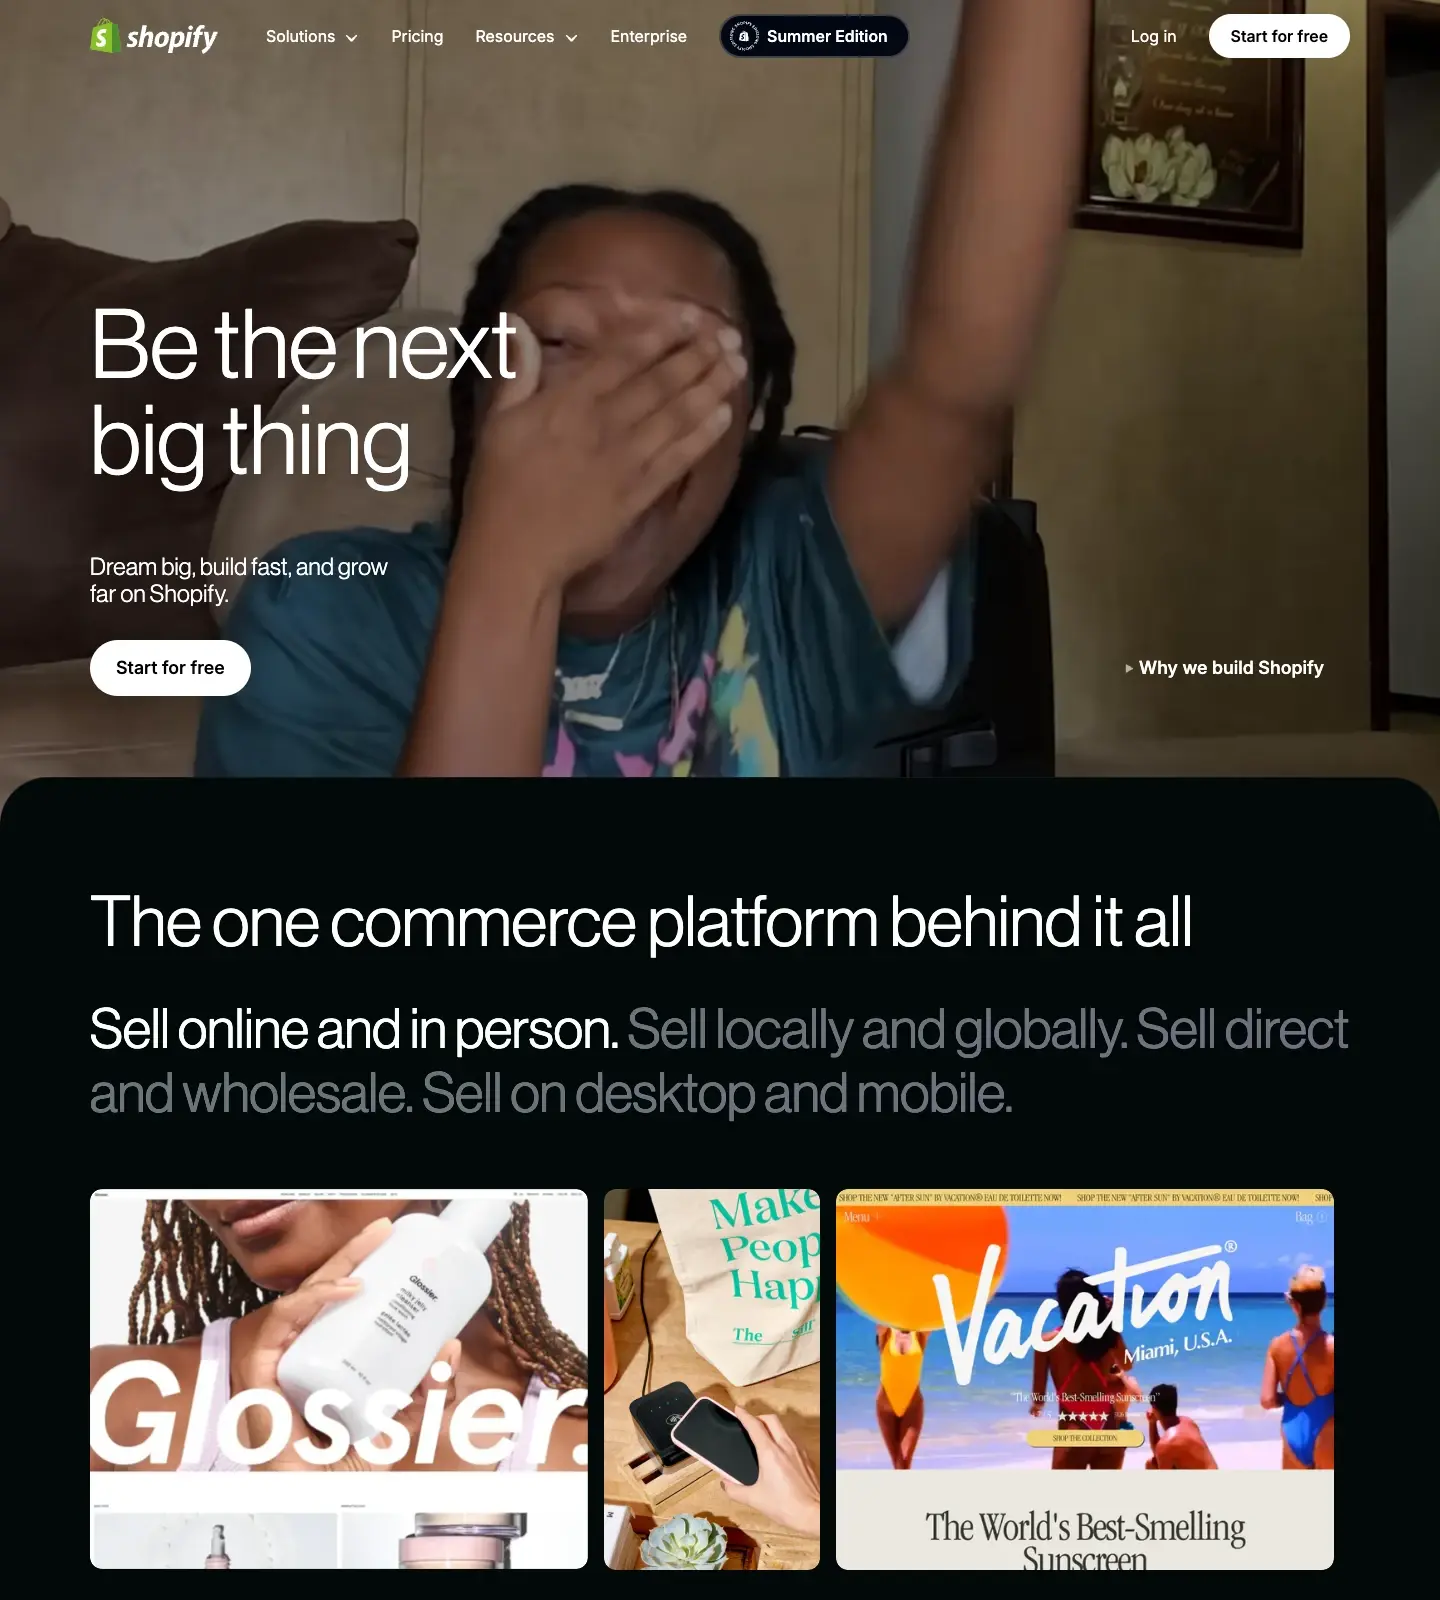 shopify
Solutions
Pricing
Resources
Enterprise
Summer Edition
Log in
Start for free
Be the next
big thing
Dream big, build fast, and grow
far on Shopify.
Start for free
Why we build Shopify
The one commerce platform behind it all
Sell online and in person. Sell locally and globally. Sell direct
and wholesale. Sell on desktop and mobile.
Glossier.
milky jelly
cleanser
Glossier.
Make
Peop
Hap
The
SHOP THE NEW "AFTER SUN" BY VACATION® EAU DE TOILETTE NOW! SHOP THE NEW "AFTER SUN" BY VACATION® EAU DE TOILETTE NOW! SHOP
Menu
Bag
Vacation®
Miami, U.S.A.
"The World's Best-Smelling Sunscreen"
SHOP THE COLLECTION
The World's Best-Smelling
Sunscreen